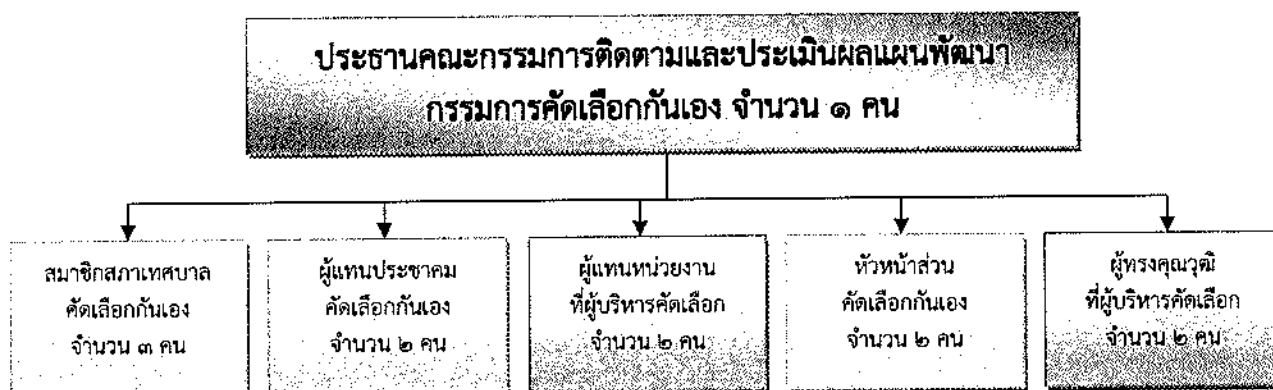 ประธานคณะกรรมการติดตามและประเมินผลแผนพัฒนา
กรรมการคัดเลือกกันเอง จำนวน ๑ คน
สมาชิกสภาเทศบาล
คัดเลือกกันเอง
จำนวน ๓ คน
ผู้แทนประชาคม
คัดเลือกกันเอง
จำนวน ๒ คน
ผู้แทนหน่วยงาน
ที่ผู้บริหารคัดเลือก
จำนวน ๒ คน
หัวหน้าส่วน
คัดเลือกกันเอง
จำนวน ๒ คน
ผู้ทรงคุณวุฒิ
ที่ผู้บริหารคัดเลือก
จำนวน ๒ คน